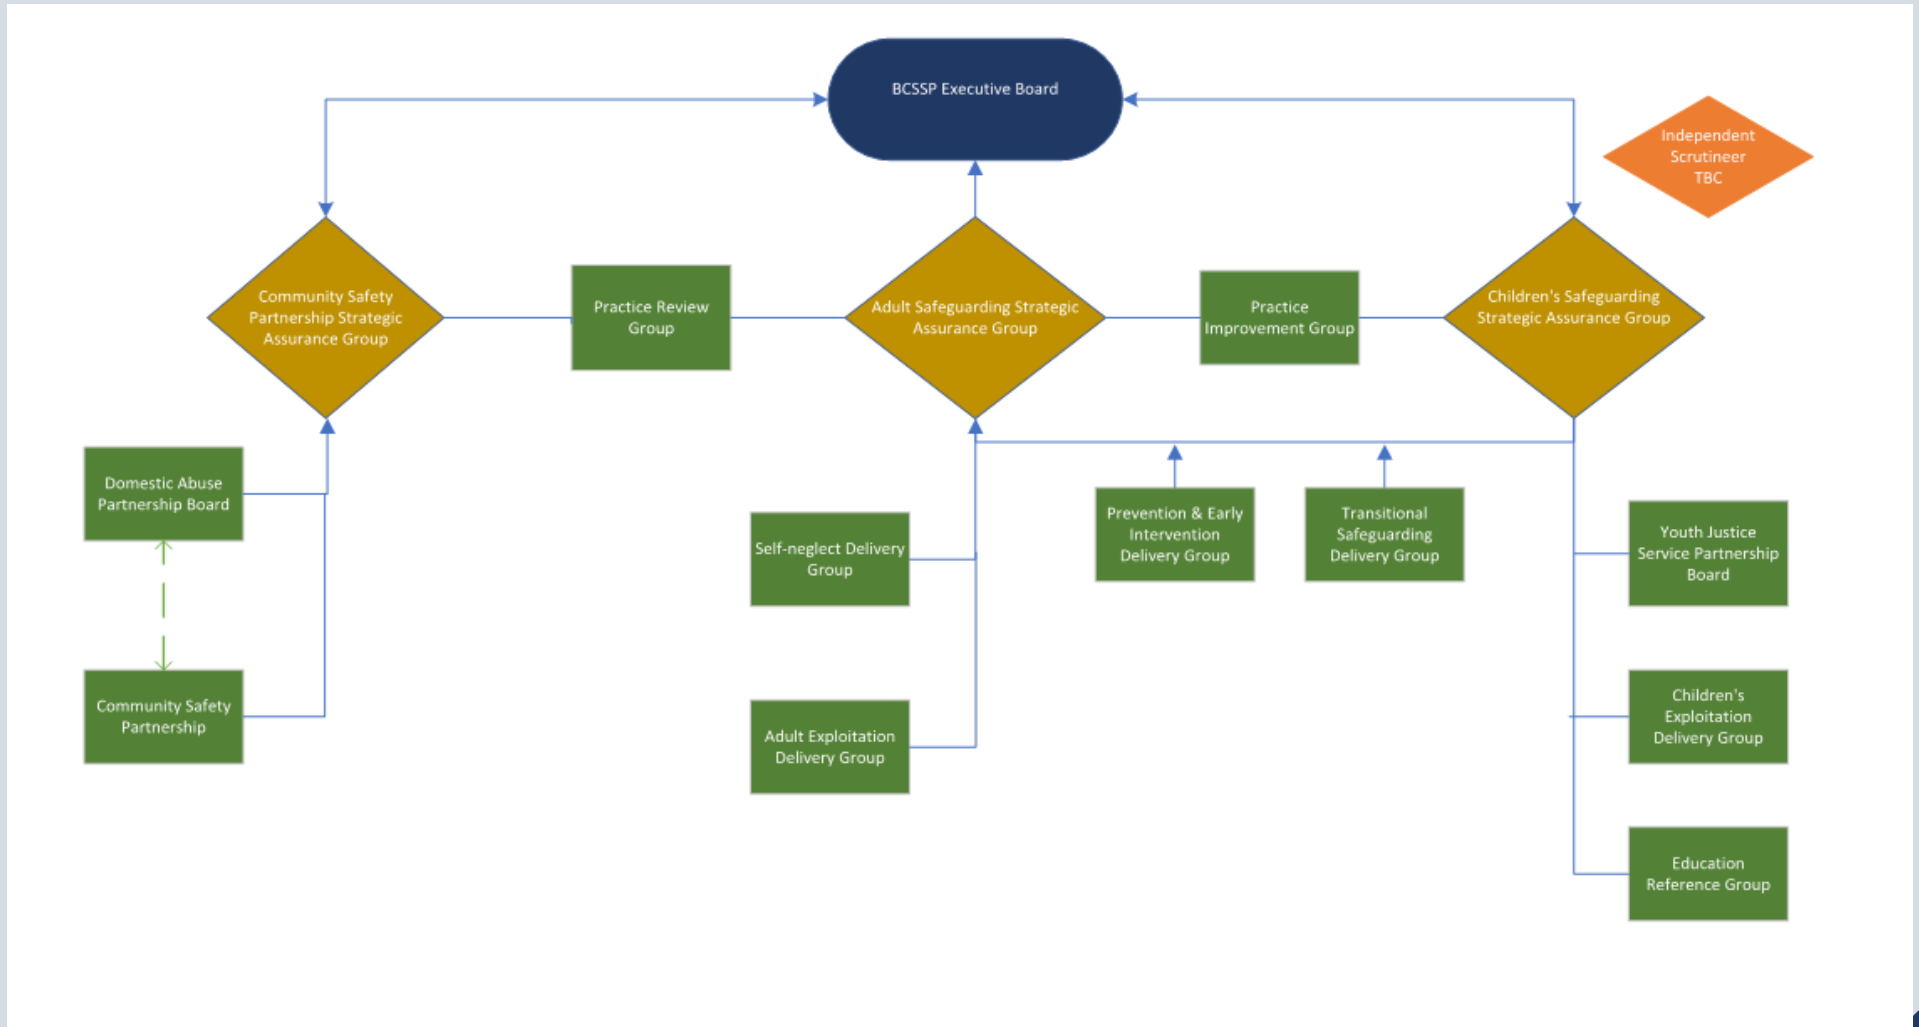 BCSSP Executive Board
Independent
Scrutineer
TBC
Community Safety
Partnership Strategic
Assurance Group
Practice Review
Group
Adult Safeguarding Strategic
Assurance Group
Practice
Improvement Group
Children's Safeguarding
Strategic Assurance Group
Domestic Abuse
Partnership Board
Self-neglect Delivery
Group
Prevention & Early
Intervention
Delivery Group
Transitional
Safeguarding
Delivery Group
Youth Justice
Service Partnership
Board
Community Safety
Partnership
Adult Exploitation
Delivery Group
Children's
Exploitation
Delivery Group
Education
Reference Group